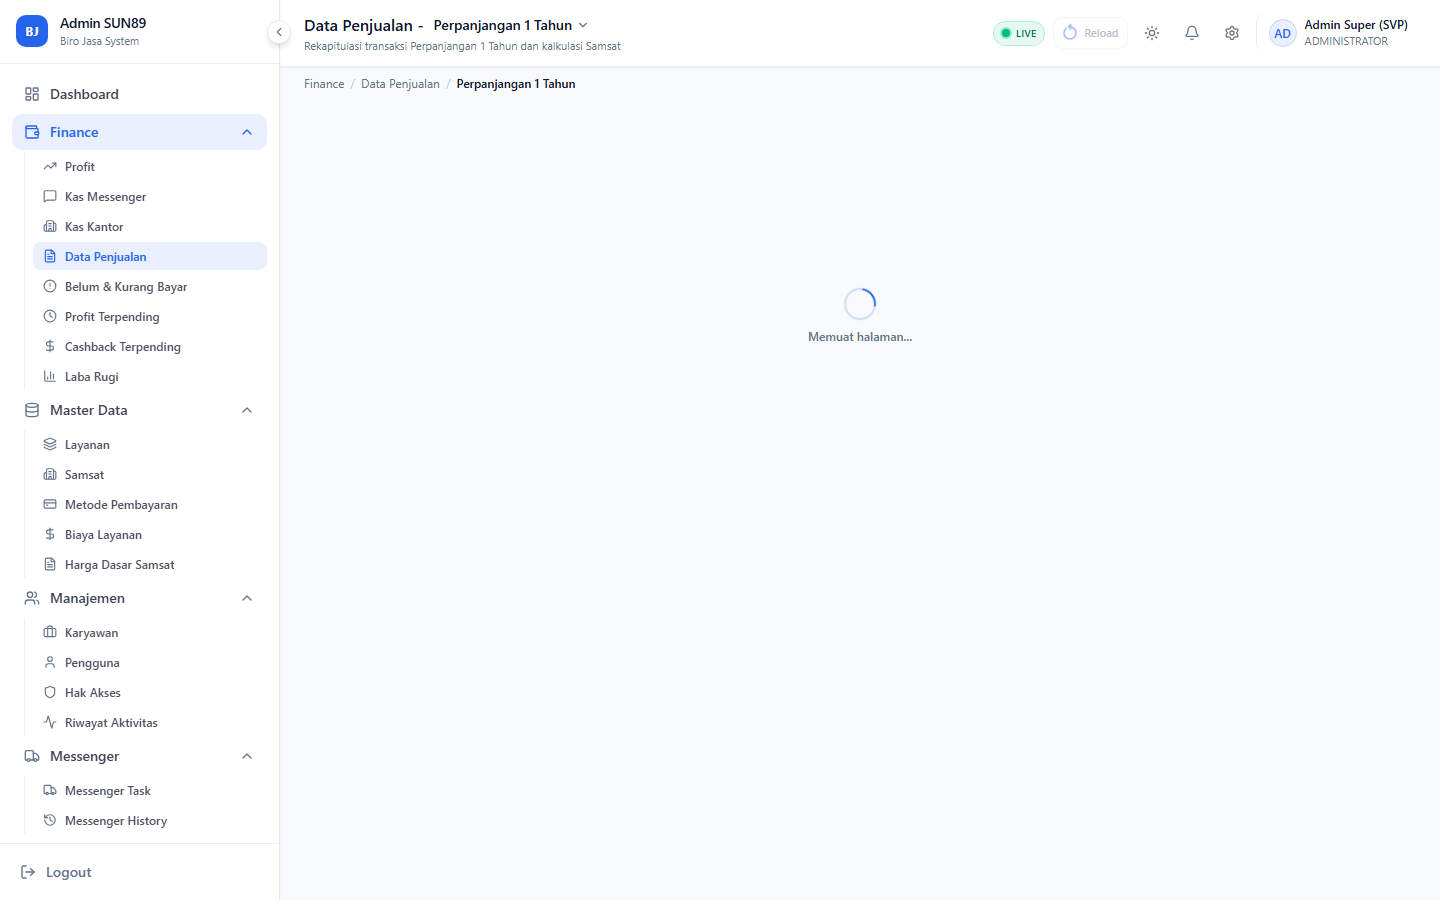 BJ
Admin SUN89
Biro Jasa System
Dashboard
Finance
Profit
Kas Messenger
Kas Kantor
Data Penjualan
Belum & Kurang Bayar
Profit Terpending
Cashback Terpending
Laba Rugi
Master Data
Layanan
Samsat
Metode Pembayaran
Biaya Layanan
Harga Dasar Samsat
Manajemen
Karyawan
Pengguna
Hak Akses
Riwayat Aktivitas
Messenger
Messenger Task
Messenger History
Logout
Data Penjualan - Perpanjangan 1 Tahun
Rekapitulasi transaksi Perpanjangan 1 Tahun dan kalkulasi Samsat
LIVE
Reload
AD
Admin Super (SVP)
ADMINISTRATOR
Finance / Data Penjualan / Perpanjangan 1 Tahun
Memuat halaman...